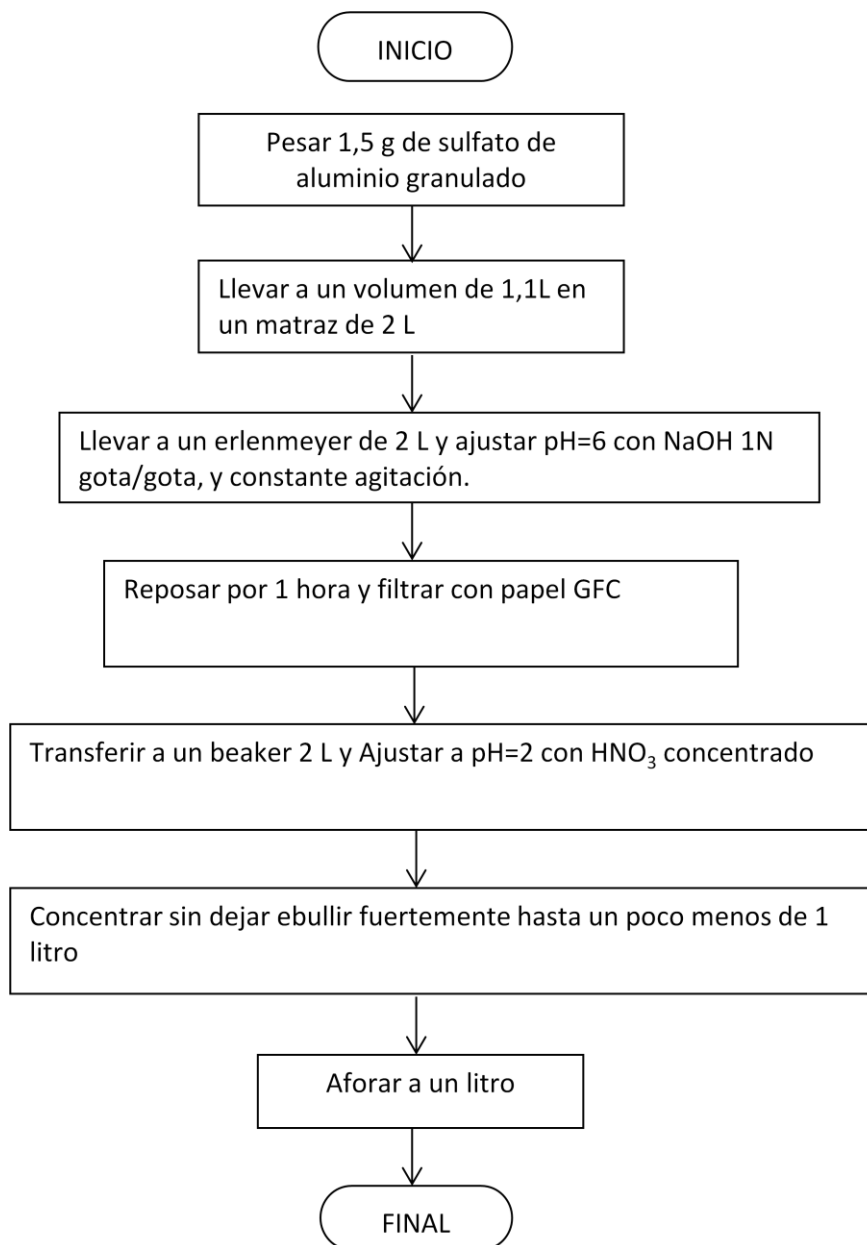 INICIO
Pesar 1,5 g de sulfato de
aluminio granulado
Llevar a un volumen de 1,1L en
un matraz de 2 L
Llevar a un erlenmeyer de 2 L y ajustar pH=6 con NaOH 1N
gota/gota, y constante agitación.
Reposar por 1 hora y filtrar con papel GFC
Transferir a un beaker 2 L y Ajustar a pH=2 con HNO₃ concentrado
Concentrar sin dejar ebullir fuertemente hasta un poco menos de 1
litro
Aforar a un litro
FINAL